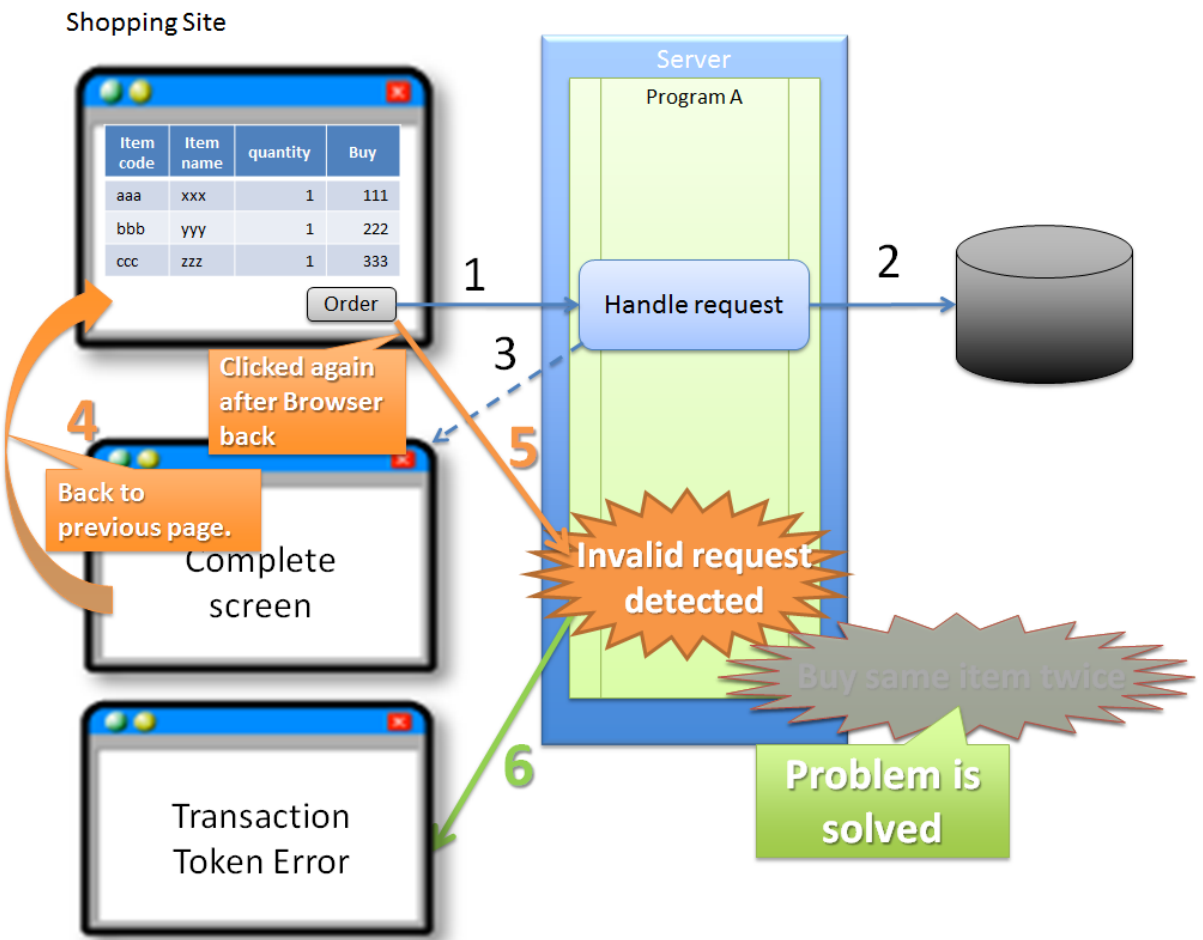 Shopping Site
Server
Program A
Item code
Item name
quantity
Buy
aaa xxx 1 111
bbb yyy 1 222
ccc zzz 1 333
Order
1
Handle request
2
3
Clicked again
after Browser
back
4
5
Back to
previous page.
Complete
screen
Invalid request
detected
Buy same item twice
Problem is
solved
6
Transaction
Token Error